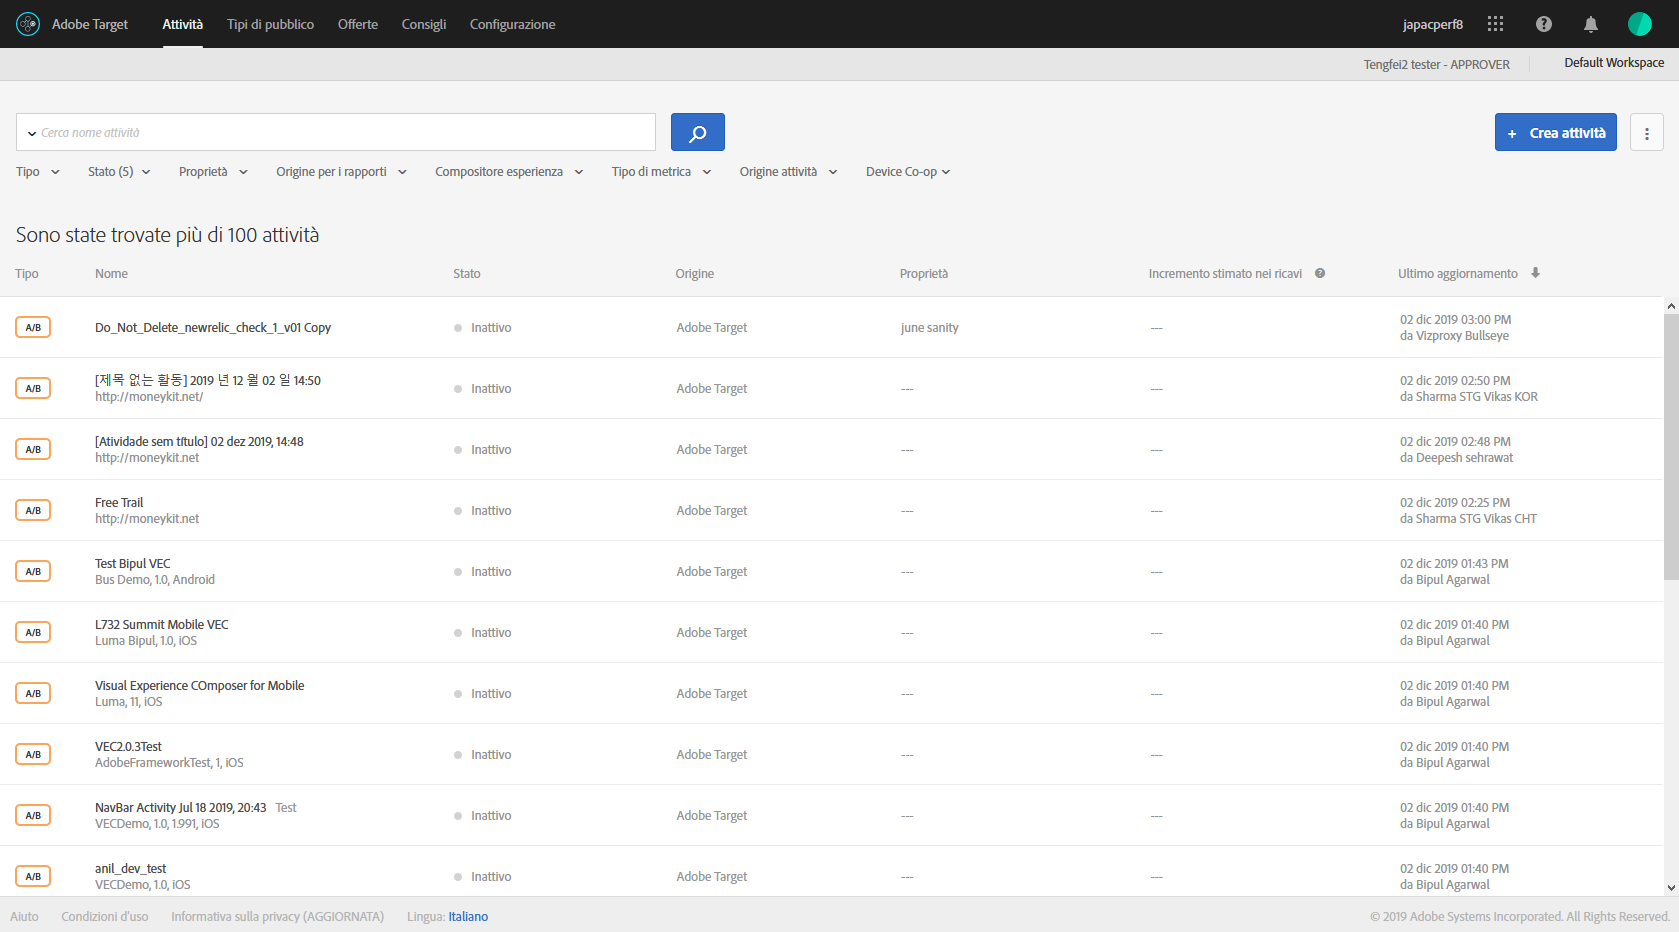 Adobe Target Attività Tipi di pubblico Offerte Consigli Configurazione japacperf8
Tengfei2 tester - APPROVER Default Workspace
Cerca nome attività + Crea attività
Tipo Stato (5) Proprietà Origine per i rapporti Compositore esperienza Tipo di metrica Origine attività Device Co-op
Sono state trovate più di 100 attività
Tipo Nome Stato Origine Proprietà Incremento stimato nei ricavi Ultimo aggiornamento
A/B Do_Not_Delete_newrelic_check_1_v01 Copy Inattivo Adobe Target june sanity --- 02 dic 2019 03:00 PM
da Vizproxy Bullseye
A/B [제목 없는 활동] 2019 년 12 월 02 일 14:50 Inattivo Adobe Target --- --- 02 dic 2019 02:50 PM
http://moneykit.net/ da Sharma STG Vikas KOR
A/B [Atividade sem título] 02 dez 2019, 14:48 Inattivo Adobe Target --- --- 02 dic 2019 02:48 PM
http://moneykit.net da Deepesh sehrawat
A/B Free Trail Inattivo Adobe Target --- --- 02 dic 2019 02:25 PM
http://moneykit.net da Sharma STG Vikas CHT
A/B Test Bipul VEC Inattivo Adobe Target --- --- 02 dic 2019 01:43 PM
Bus Demo, 1.0, Android da Bipul Agarwal
A/B L732 Summit Mobile VEC Inattivo Adobe Target --- --- 02 dic 2019 01:40 PM
Luma Bipul, 1.0, iOS da Bipul Agarwal
A/B Visual Experience COmposer for Mobile Inattivo Adobe Target --- --- 02 dic 2019 01:40 PM
Luma, 11, iOS da Bipul Agarwal
A/B VEC2.0.3Test Inattivo Adobe Target --- --- 02 dic 2019 01:40 PM
AdobeFrameworkTest, 1, iOS da Bipul Agarwal
A/B NavBar Activity Jul 18 2019, 20:43 Test Inattivo Adobe Target --- --- 02 dic 2019 01:40 PM
VECDemo, 1.0, 1.991, iOS da Bipul Agarwal
A/B anil_dev_test Inattivo Adobe Target --- --- 02 dic 2019 01:40 PM
VECDemo, 1.0, iOS da Bipul Agarwal
Aiuto Condizioni d'uso Informativa sulla privacy (AGGIORNATA) Lingua: Italiano © 2019 Adobe Systems Incorporated. All Rights Reserved.